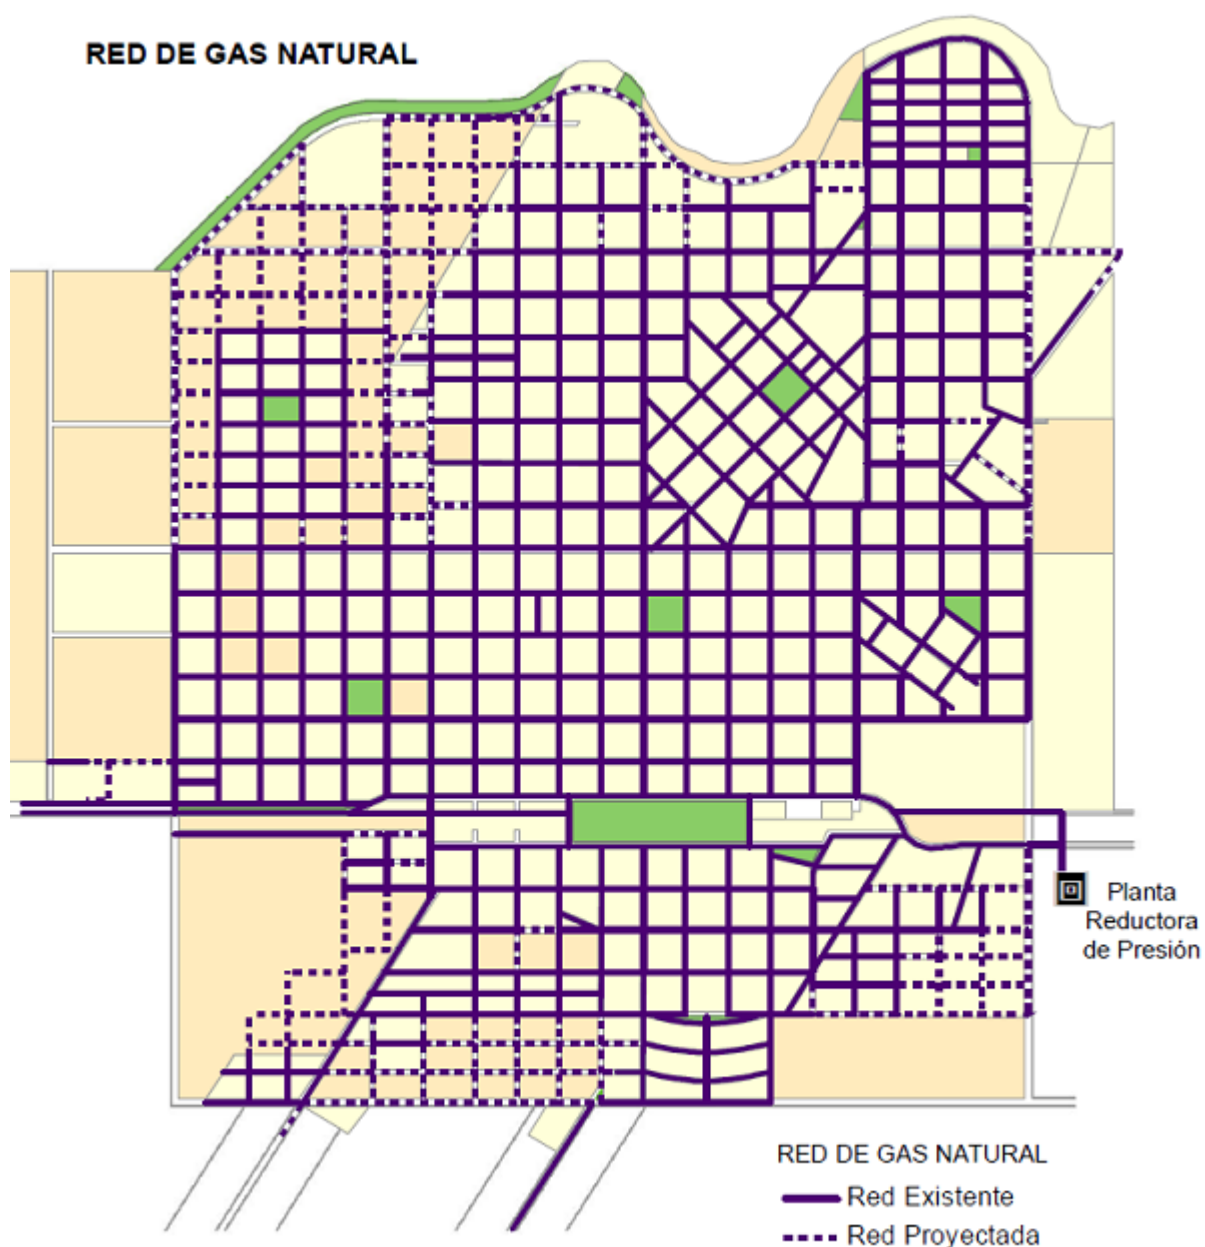 RED DE GAS NATURAL
Planta
Reductora
de Presión
RED DE GAS NATURAL
Red Existente
Red Proyectada